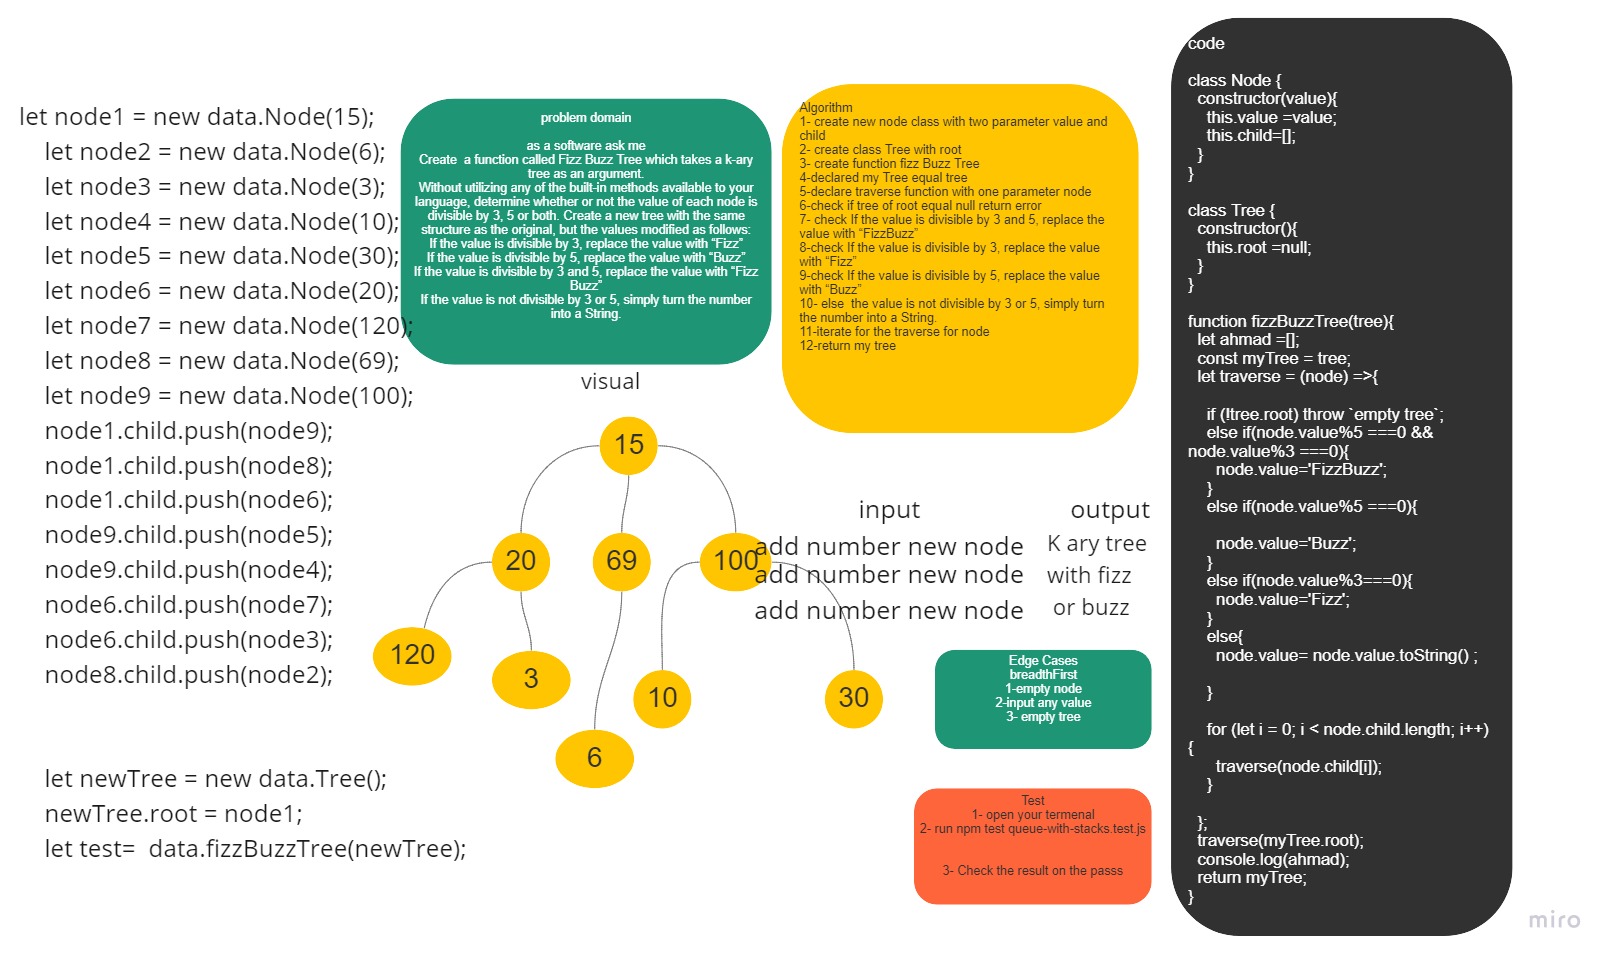 let node1 = new data.Node(15);
let node2 = new data.Node(6);
let node3 = new data.Node(3);
let node4 = new data.Node(10);
let node5 = new data.Node(30);
let node6 = new data.Node(20);
let node7 = new data.Node(120);
let node8 = new data.Node(69);
let node9 = new data.Node(100);
node1.child.push(node9);
node1.child.push(node8);
node1.child.push(node6);
node9.child.push(node5);
node9.child.push(node4);
node6.child.push(node7);
node6.child.push(node3);
node8.child.push(node2);
let newTree = new data.Tree();
newTree.root = node1;
let test=  data.fizzBuzzTree(newTree);
problem domain
as a software ask me
Create  a function called Fizz Buzz Tree which takes a k-ary
tree as an argument.
Without utilizing any of the built-in methods available to your
language, determine whether or not the value of each node is
divisible by 3, 5 or both. Create a new tree with the same
structure as the original, but the values modified as follows:
If the value is divisible by 3, replace the value with “Fizz”
If the value is divisible by 5, replace the value with “Buzz”
If the value is divisible by 3 and 5, replace the value with “Fizz
Buzz”
If the value is not divisible by 3 or 5, simply turn the number
into a String.
Algorithm
1- create new node class with two parameter value and
child
2- create class Tree with root
3- create function fizz Buzz Tree
4-declared my Tree equal tree
5-declare traverse function with one parameter node
6-check if tree of root equal null return error
7- check If the value is divisible by 3 and 5, replace the
value with “FizzBuzz”
8-check If the value is divisible by 3, replace the value
with “Fizz”
9-check If the value is divisible by 5, replace the value
with “Buzz”
10- else  the value is not divisible by 3 or 5, simply turn
the number into a String.
11-iterate for the traverse for node
12-return my tree
visual
15
20
69
100
120
3
10
30
6
input
add number new node
add number new node
add number new node
output
K ary tree
with fizz
or buzz
Edge Cases
breadthFirst
1-empty node
2-input any value
3- empty tree
Test
1- open your termenal
2- run npm test queue-with-stacks.test.js
3- Check the result on the passs
code
class Node {
constructor(value){
this.value =value;
this.child=[];
}
}
class Tree {
constructor(){
this.root =null;
}
}
function fizzBuzzTree(tree){
let ahmad =[];
const myTree = tree;
let traverse = (node) =>{
if (!tree.root) throw `empty tree`;
else if(node.value%5 ===0 &&
node.value%3 ===0){
node.value='FizzBuzz';
}
else if(node.value%5 ===0){
node.value='Buzz';
}
else if(node.value%3===0){
node.value='Fizz';
}
else{
node.value= node.value.toString() ;
}
for (let i = 0; i < node.child.length; i++)
{
traverse(node.child[i]);
}
};
traverse(myTree.root);
console.log(ahmad);
return myTree;
}
miro